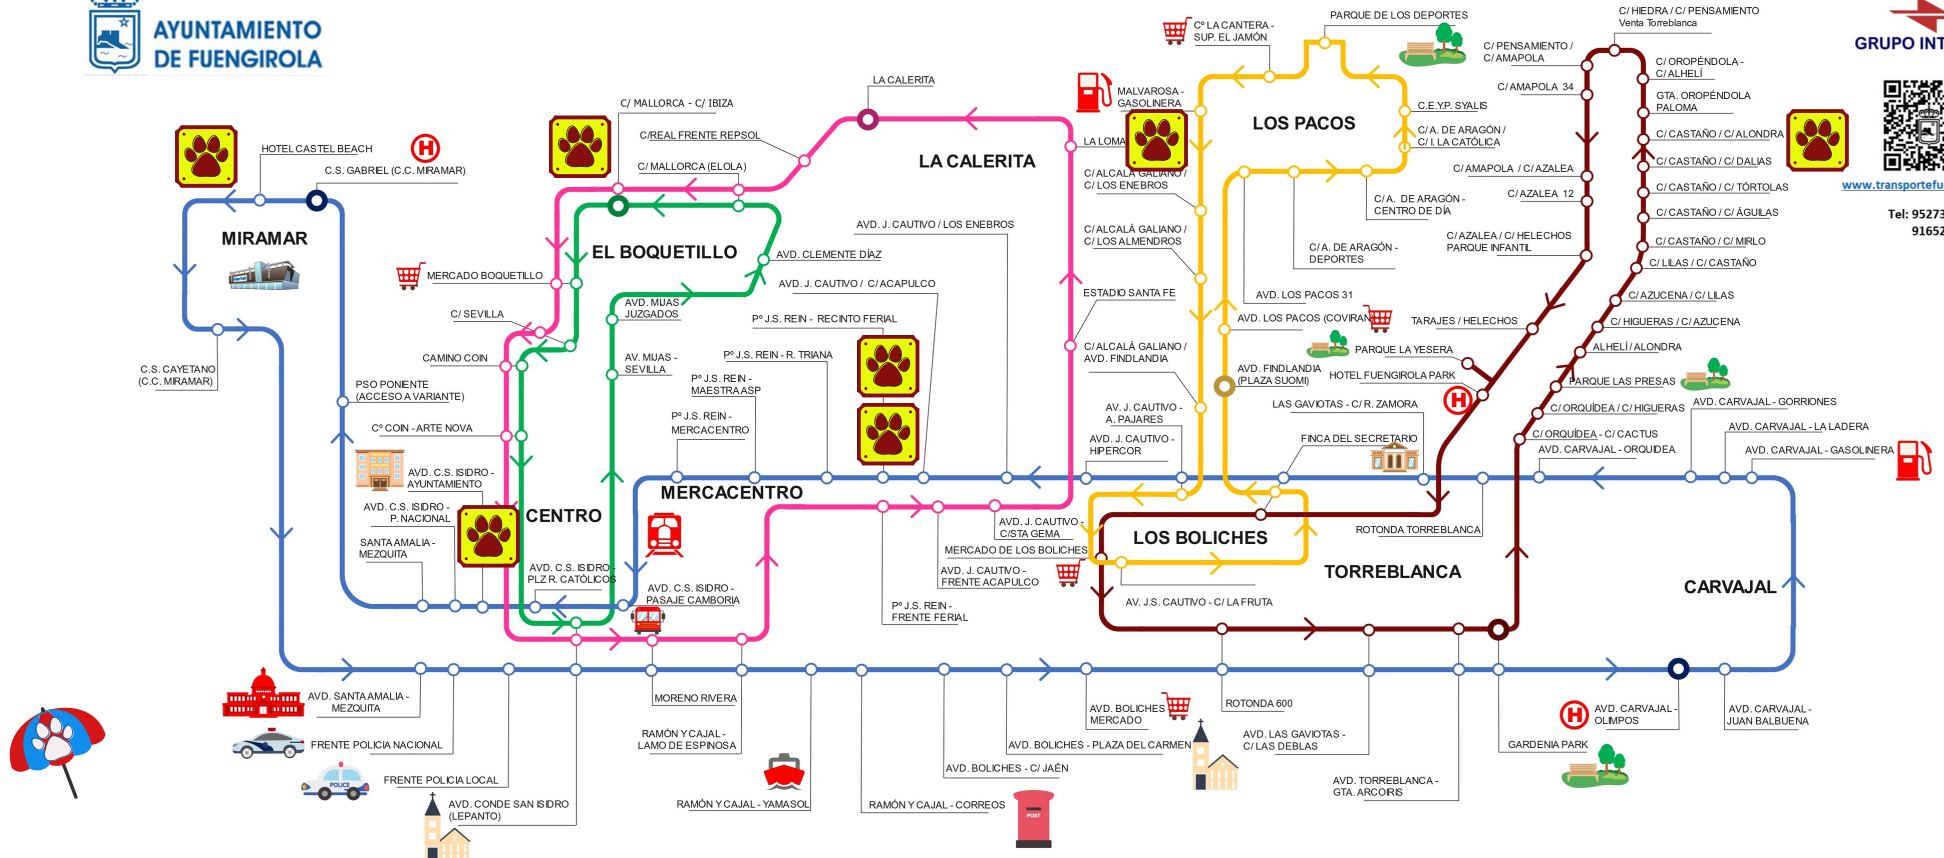 AYUNTAMIENTO
DE FUENGIROLA
HOTEL CASTEL BEACH
C.S. GABRIEL (C.C. MIRAMAR)
MIRAMAR
C.S. CAYETANO
(C.C. MIRAMAR)
PSO PONIENTE
(ACCESO A VARIANTE)
C/ MALLORCA - C/ IBIZA
C/REAL FRENTE REPSOL
C/ MALLORCA (ELOLA)
LA CALERITA
LA CALERITA
EL BOQUETILLO
MERCADO BOQUETILLO
C/ SEVILLA
CAMINO COIN
Cº COIN - ARTE NOVA
AVD. C.S. ISIDRO -
AYUNTAMIENTO
AVD. C.S. ISIDRO -
P. NACIONAL
SANTA AMALIA -
MEZQUITA
CENTRO
AVD. C.S. ISIDRO -
PLZ R. CATÓLICOS
AVD. C.S. ISIDRO -
PASAJE CAMBORIA
AVD. MIJAS
JUZGADOS
AV. MIJAS -
SEVILLA
AVD. CLEMENTE DÍAZ
AVD. J. CAUTIVO / LOS ENEBROS
AVD. J. CAUTIVO / C/ ACAPULCO
Pº J.S. REIN - RECINTO FERIAL
Pº J.S. REIN - R. TRIANA
Pº J.S. REIN -
MAESTRA ASP
Pº J.S. REIN -
MERCACENTRO
MERCACENTRO
LA LOMA
ESTADIO SANTA FE
AVD. J. CAUTIVO -
C/STA GEMA
AVD. J. CAUTIVO -
FRENTE ACAPULCO
Pº J.S. REIN -
FRENTE FERIAL
MERCADO DE LOS BOLICHES
Cº LA CANTERA -
SUP. EL JAMÓN
PARQUE DE LOS DEPORTES
MALVAROSA -
GASOLINERA
LOS PACOS
C.E.Y.P. SYALIS
C/ A. DE ARAGÓN /
C/ I. LA CATÓLICA
C/ ALCALÁ GALIANO /
C/ LOS ENEBROS
C/ ALCALÁ GALIANO /
C/ LOS ALMENDROS
C/ ALCALÁ GALIANO /
AVD. FINDLANDIA
C/ A. DE ARAGÓN -
CENTRO DE DÍA
C/ A. DE ARAGÓN -
DEPORTES
AVD. LOS PACOS 31
AVD. LOS PACOS (COVIRAN)
AVD. FINDLANDIA
(PLAZA SUOMI)
AV. J. CAUTIVO -
A. PAJARES
AVD. J. CAUTIVO -
HIPERCOR
LOS BOLICHES
AV. J.S. CAUTIVO - C/ LA FRUTA
C/ HIEDRA / C/ PENSAMIENTO
Venta Torreblanca
C/ PENSAMIENTO /
C/ AMAPOLA
C/ AMAPOLA 34
C/ AMAPOLA / C/ AZALEA
C/ AZALEA 12
C/ AZALEA / C/ HELECHOS
PARQUE INFANTIL
TARAJES / HELECHOS
PARQUE LA YESERA
HOTEL FUENGIROLA PARK
LAS GAVIOTAS - C/ R. ZAMORA
FINCA DEL SECRETARIO
C/ OROPÉNDOLA -
C/ ALHELÍ
GTA. OROPÉNDOLA
PALOMA
C/ CASTAÑO / C/ ALONDRA
C/ CASTAÑO / C/ DALIAS
C/ CASTAÑO / C/ TÓRTOLAS
C/ CASTAÑO / C/ ÁGUILAS
C/ CASTAÑO / C/ MIRLO
C/ LILAS / C/ CASTAÑO
C/ AZUCENA / C/ LILAS
C/ HIGUERAS / C/ AZUCENA
ALHELÍ / ALONDRA
PARQUE LAS PRESAS
C/ ORQUÍDEA / C/ HIGUERAS
C/ ORQUÍDEA - C/ CACTUS
AVD. CARVAJAL - ORQUIDEA
AVD. CARVAJAL - GORRIONES
AVD. CARVAJAL - LA LADERA
AVD. CARVAJAL - GASOLINERA
ROTONDA TORREBLANCA
TORREBLANCA
CARVAJAL
GRUPO INT
www.transportefu
Tel: 95273
91652
AVD. SANTA AMALIA -
MEZQUITA
FRENTE POLICIA NACIONAL
POLICE
FRENTE POLICIA LOCAL
AVD. CONDE SAN ISIDRO
(LEPANTO)
MORENO RIVERA
RAMÓN Y CAJAL -
LAMO DE ESPINOSA
RAMÓN Y CAJAL - YAMASOL
RAMÓN Y CAJAL - CORREOS
POST
AVD. BOLICHES - C/ JAÉN
AVD. BOLICHES - PLAZA DEL CARMEN
AVD. BOLICHES
MERCADO
ROTONDA 600
AVD. LAS GAVIOTAS -
C/ LAS DEBLAS
AVD. TORREBLANCA -
GTA. ARCOIRIS
GARDENIA PARK
AVD. CARVAJAL -
OLIMPOS
AVD. CARVAJAL -
JUAN BALBUENA
H
H
H